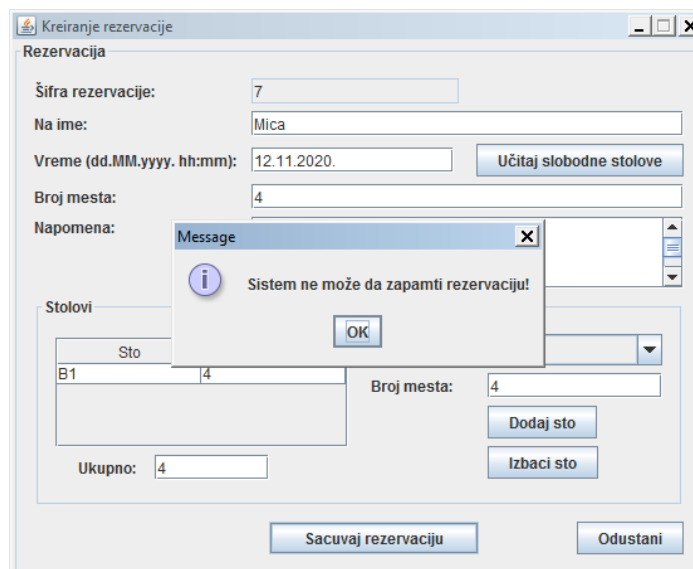 Kreiranje rezervacije
Rezervacija
Šifra rezervacije: 7
Na ime: Mica
Vreme (dd.MM.yyyy. hh:mm): 12.11.2020. Učitaj slobodne stolove
Broj mesta: 4
Napomena:
Message
Sistem ne može da zapamti rezervaciju!
OK
Stolovi
Sto
B1 4
Broj mesta: 4
Dodaj sto
Ukupno: 4
Izbaci sto
Sacuvaj rezervaciju Odustani